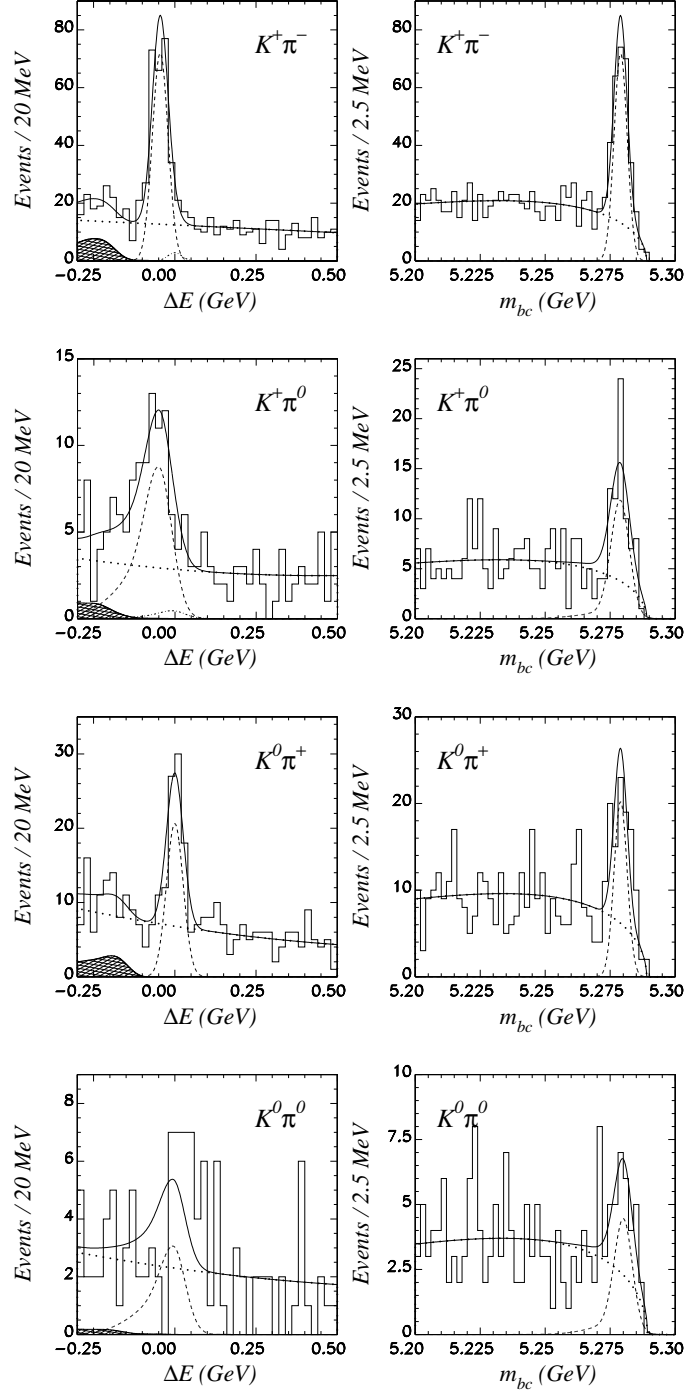 K⁺π⁻
Events / 20 MeV
80
60
40
20
0
−0.25 0.00 0.25 0.50
ΔE (GeV)
K⁺π⁻
Events / 2.5 MeV
80
60
40
20
0
5.20 5.225 5.25 5.275 5.30
m_bc (GeV)
K⁺π⁰
Events / 20 MeV
15
10
5
0
−0.25 0.00 0.25 0.50
ΔE (GeV)
K⁺π⁰
Events / 2.5 MeV
25
20
15
10
5
0
5.20 5.225 5.25 5.275 5.30
m_bc (GeV)
K⁰π⁺
Events / 20 MeV
30
20
10
0
−0.25 0.00 0.25 0.50
ΔE (GeV)
K⁰π⁺
Events / 2.5 MeV
30
20
10
0
5.20 5.225 5.25 5.275 5.30
m_bc (GeV)
K⁰π⁰
Events / 20 MeV
8
6
4
2
0
−0.25 0.00 0.25 0.50
ΔE (GeV)
K⁰π⁰
Events / 2.5 MeV
10
7.5
5
2.5
0
5.20 5.225 5.25 5.275 5.30
m_bc (GeV)